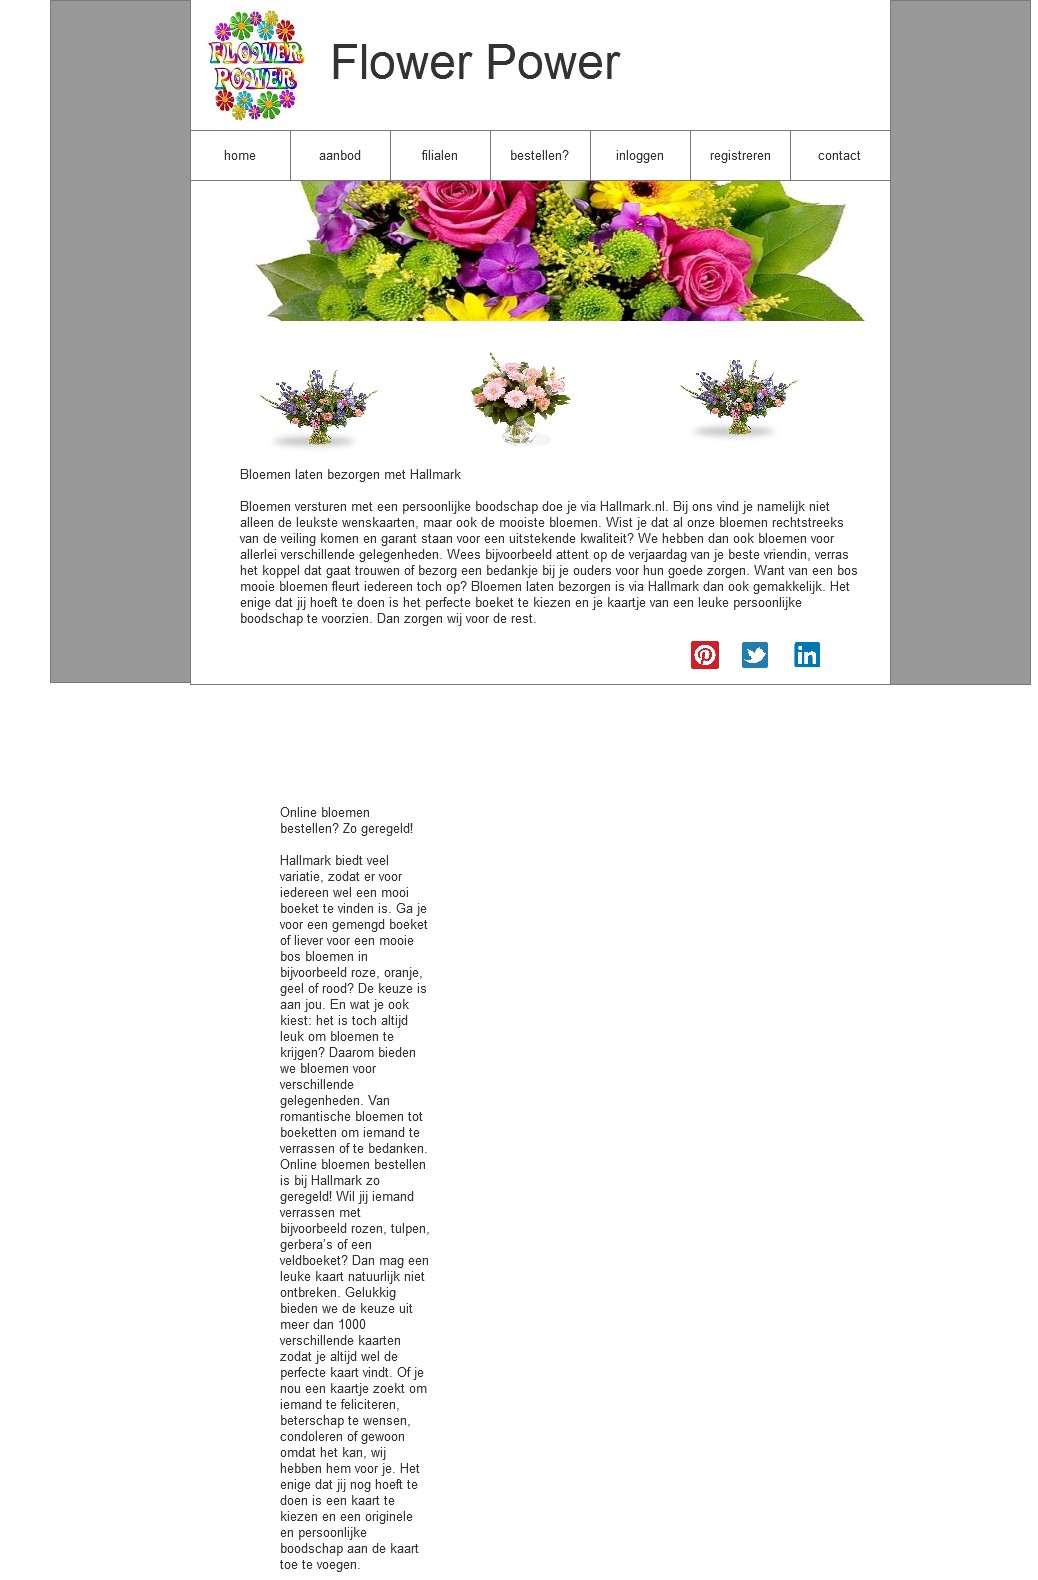 FLOWER
POWER
Flower Power
home aanbod filialen bestellen? inloggen registreren contact
Bloemen laten bezorgen met Hallmark
Bloemen versturen met een persoonlijke boodschap doe je via Hallmark.nl. Bij ons vind je namelijk niet
alleen de leukste wenskaarten, maar ook de mooiste bloemen. Wist je dat al onze bloemen rechtstreeks
van de veiling komen en garant staan voor een uitstekende kwaliteit? We hebben dan ook bloemen voor
allerlei verschillende gelegenheden. Wees bijvoorbeeld attent op de verjaardag van je beste vriendin, verras
het koppel dat gaat trouwen of bezorg een bedankje bij je ouders voor hun goede zorgen. Want van een bos
mooie bloemen fleurt iedereen toch op? Bloemen laten bezorgen is via Hallmark dan ook gemakkelijk. Het
enige dat jij hoeft te doen is het perfecte boeket te kiezen en je kaartje van een leuke persoonlijke
boodschap te voorzien. Dan zorgen wij voor de rest.
in
Online bloemen
bestellen? Zo geregeld!
Hallmark biedt veel
variatie, zodat er voor
iedereen wel een mooi
boeket te vinden is. Ga je
voor een gemengd boeket
of liever voor een mooie
bos bloemen in
bijvoorbeeld roze, oranje,
geel of rood? De keuze is
aan jou. En wat je ook
kiest: het is toch altijd
leuk om bloemen te
krijgen? Daarom bieden
we bloemen voor
verschillende
gelegenheden. Van
romantische bloemen tot
boeketten om iemand te
verrassen of te bedanken.
Online bloemen bestellen
is bij Hallmark zo
geregeld! Wil jij iemand
verrassen met
bijvoorbeeld rozen, tulpen,
gerbera's of een
veldboeket? Dan mag een
leuke kaart natuurlijk niet
ontbreken. Gelukkig
bieden we de keuze uit
meer dan 1000
verschillende kaarten
zodat je altijd wel de
perfecte kaart vindt. Of je
nou een kaartje zoekt om
iemand te feliciteren,
beterschap te wensen,
condoleren of gewoon
omdat het kan, wij
hebben hem voor je. Het
enige dat jij nog hoeft te
doen is een kaart te
kiezen en een originele
en persoonlijke
boodschap aan de kaart
toe te voegen.